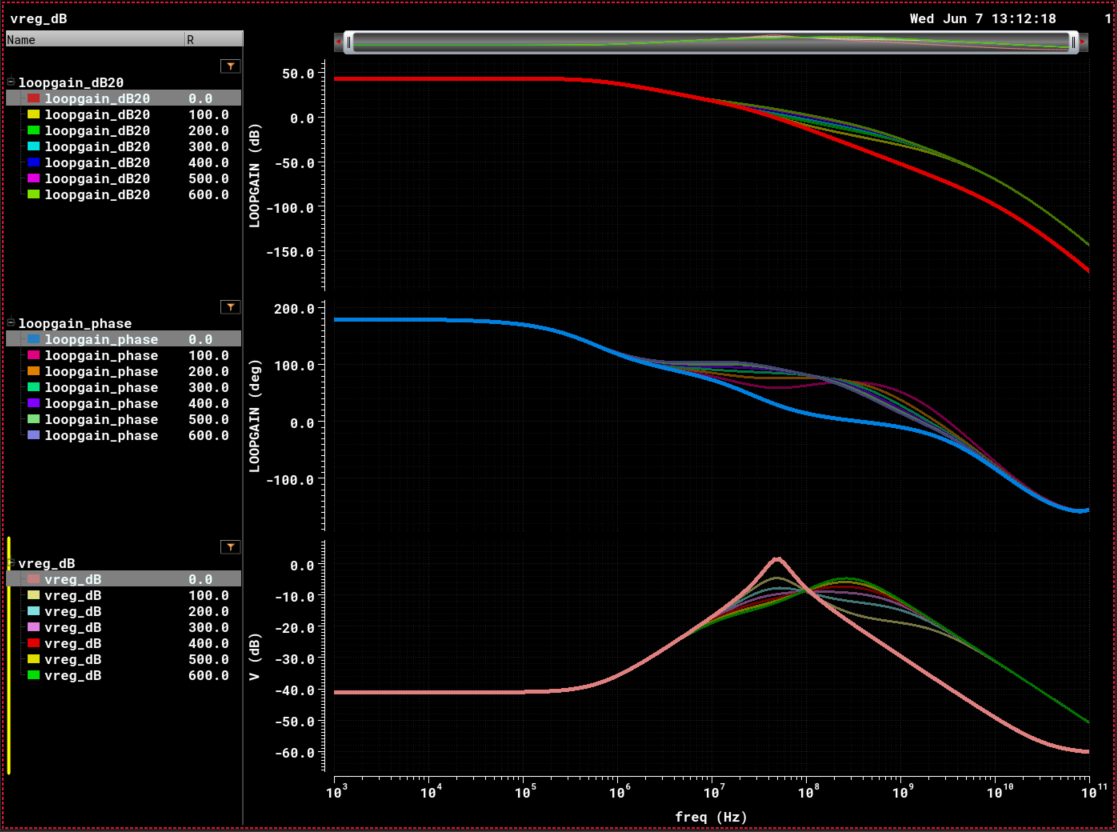 vreg_dB Wed Jun 7 13:12:18 1
Name R
loopgain_dB20
loopgain_dB20 0.0
loopgain_dB20 100.0
loopgain_dB20 200.0
loopgain_dB20 300.0
loopgain_dB20 400.0
loopgain_dB20 500.0
loopgain_dB20 600.0
LOOPGAIN (dB)
50.0
0.0
-50.0
-100.0
-150.0
loopgain_phase
loopgain_phase 0.0
loopgain_phase 100.0
loopgain_phase 200.0
loopgain_phase 300.0
loopgain_phase 400.0
loopgain_phase 500.0
loopgain_phase 600.0
LOOPGAIN (deg)
200.0
100.0
0.0
-100.0
vreg_dB
vreg_dB 0.0
vreg_dB 100.0
vreg_dB 200.0
vreg_dB 300.0
vreg_dB 400.0
vreg_dB 500.0
vreg_dB 600.0
V (dB)
0.0
-10.0
-20.0
-30.0
-40.0
-50.0
-60.0
10³ 10⁴ 10⁵ 10⁶ 10⁷ 10⁸ 10⁹ 10¹⁰ 10¹¹
freq (Hz)